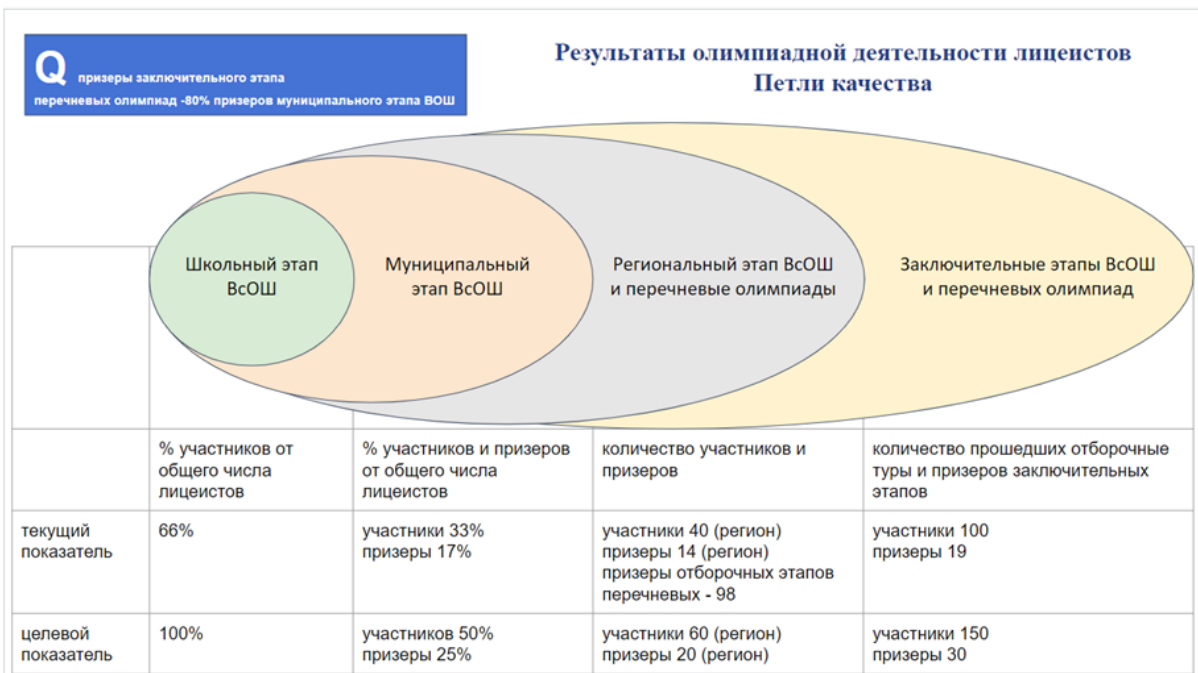 Q призеры заключительного этапа
перечневых олимпиад -80% призеров муниципального этапа ВОШ
Результаты олимпиадной деятельности лицеистов
Петли качества
Школьный этап
ВсОШ
Муниципальный
этап ВсОШ
Региональный этап ВсОШ
и перечневые олимпиады
Заключительные этапы ВсОШ
и перечневых олимпиад
% участников от
общего числа
лицеистов
% участников и призеров
от общего числа
лицеистов
количество участников и
призеров
количество прошедших отборочные
туры и призеров заключительных
этапов
текущий
показатель
66%
участники 33%
призеры 17%
участники 40 (регион)
призеры 14 (регион)
призеры отборочных этапов
перечневых - 98
участники 100
призеры 19
целевой
показатель
100%
участников 50%
призеры 25%
участники 60 (регион)
призеры 20 (регион)
участники 150
призеры 30